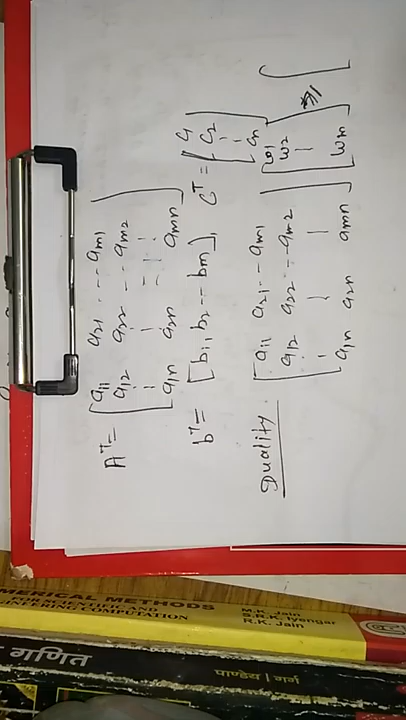 A^T = [a11 a21 - - - am1
a12 a22 - - - am2
a1n a2n amn]
b^T = [b1, b2 - - - bm], C^T = [C1
C2
Cn]
Duality. [a11 a21 - - - am1
a12 a22 - - - am2
a1n a2n amn] [w1
w2
wm] ≥
NUMERICAL METHODS
FOR SCIENTIFIC AND
ENGINEERING COMPUTATION
M.K. Jain
S.R.K. Iyengar
R.K. Jain
गणित
पाण्डेय | गर्ग